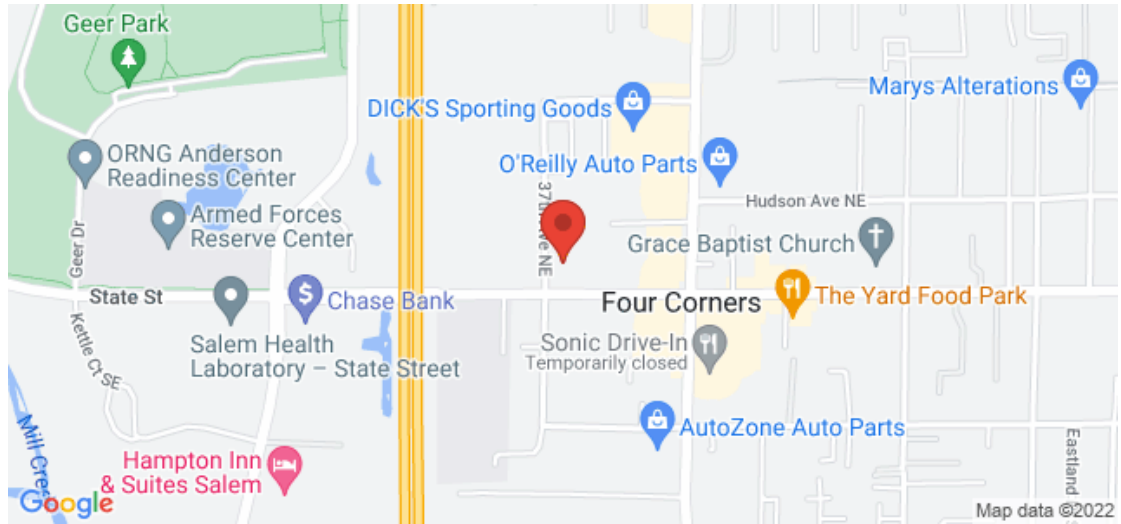 Geer Park
Marys Alterations
DICK'S Sporting Goods
ORNG Anderson
Readiness Center
O'Reilly Auto Parts
37th Ave NE
Hudson Ave NE
Armed Forces
Reserve Center
Geer Dr
Grace Baptist Church
State St
Chase Bank
Four Corners
The Yard Food Park
Kettle Ct SE
Salem Health
Laboratory – State Street
Sonic Drive-In
Temporarily closed
AutoZone Auto Parts
Mill
Eastland
Hampton Inn
& Suites Salem
Google
Map data ©2022